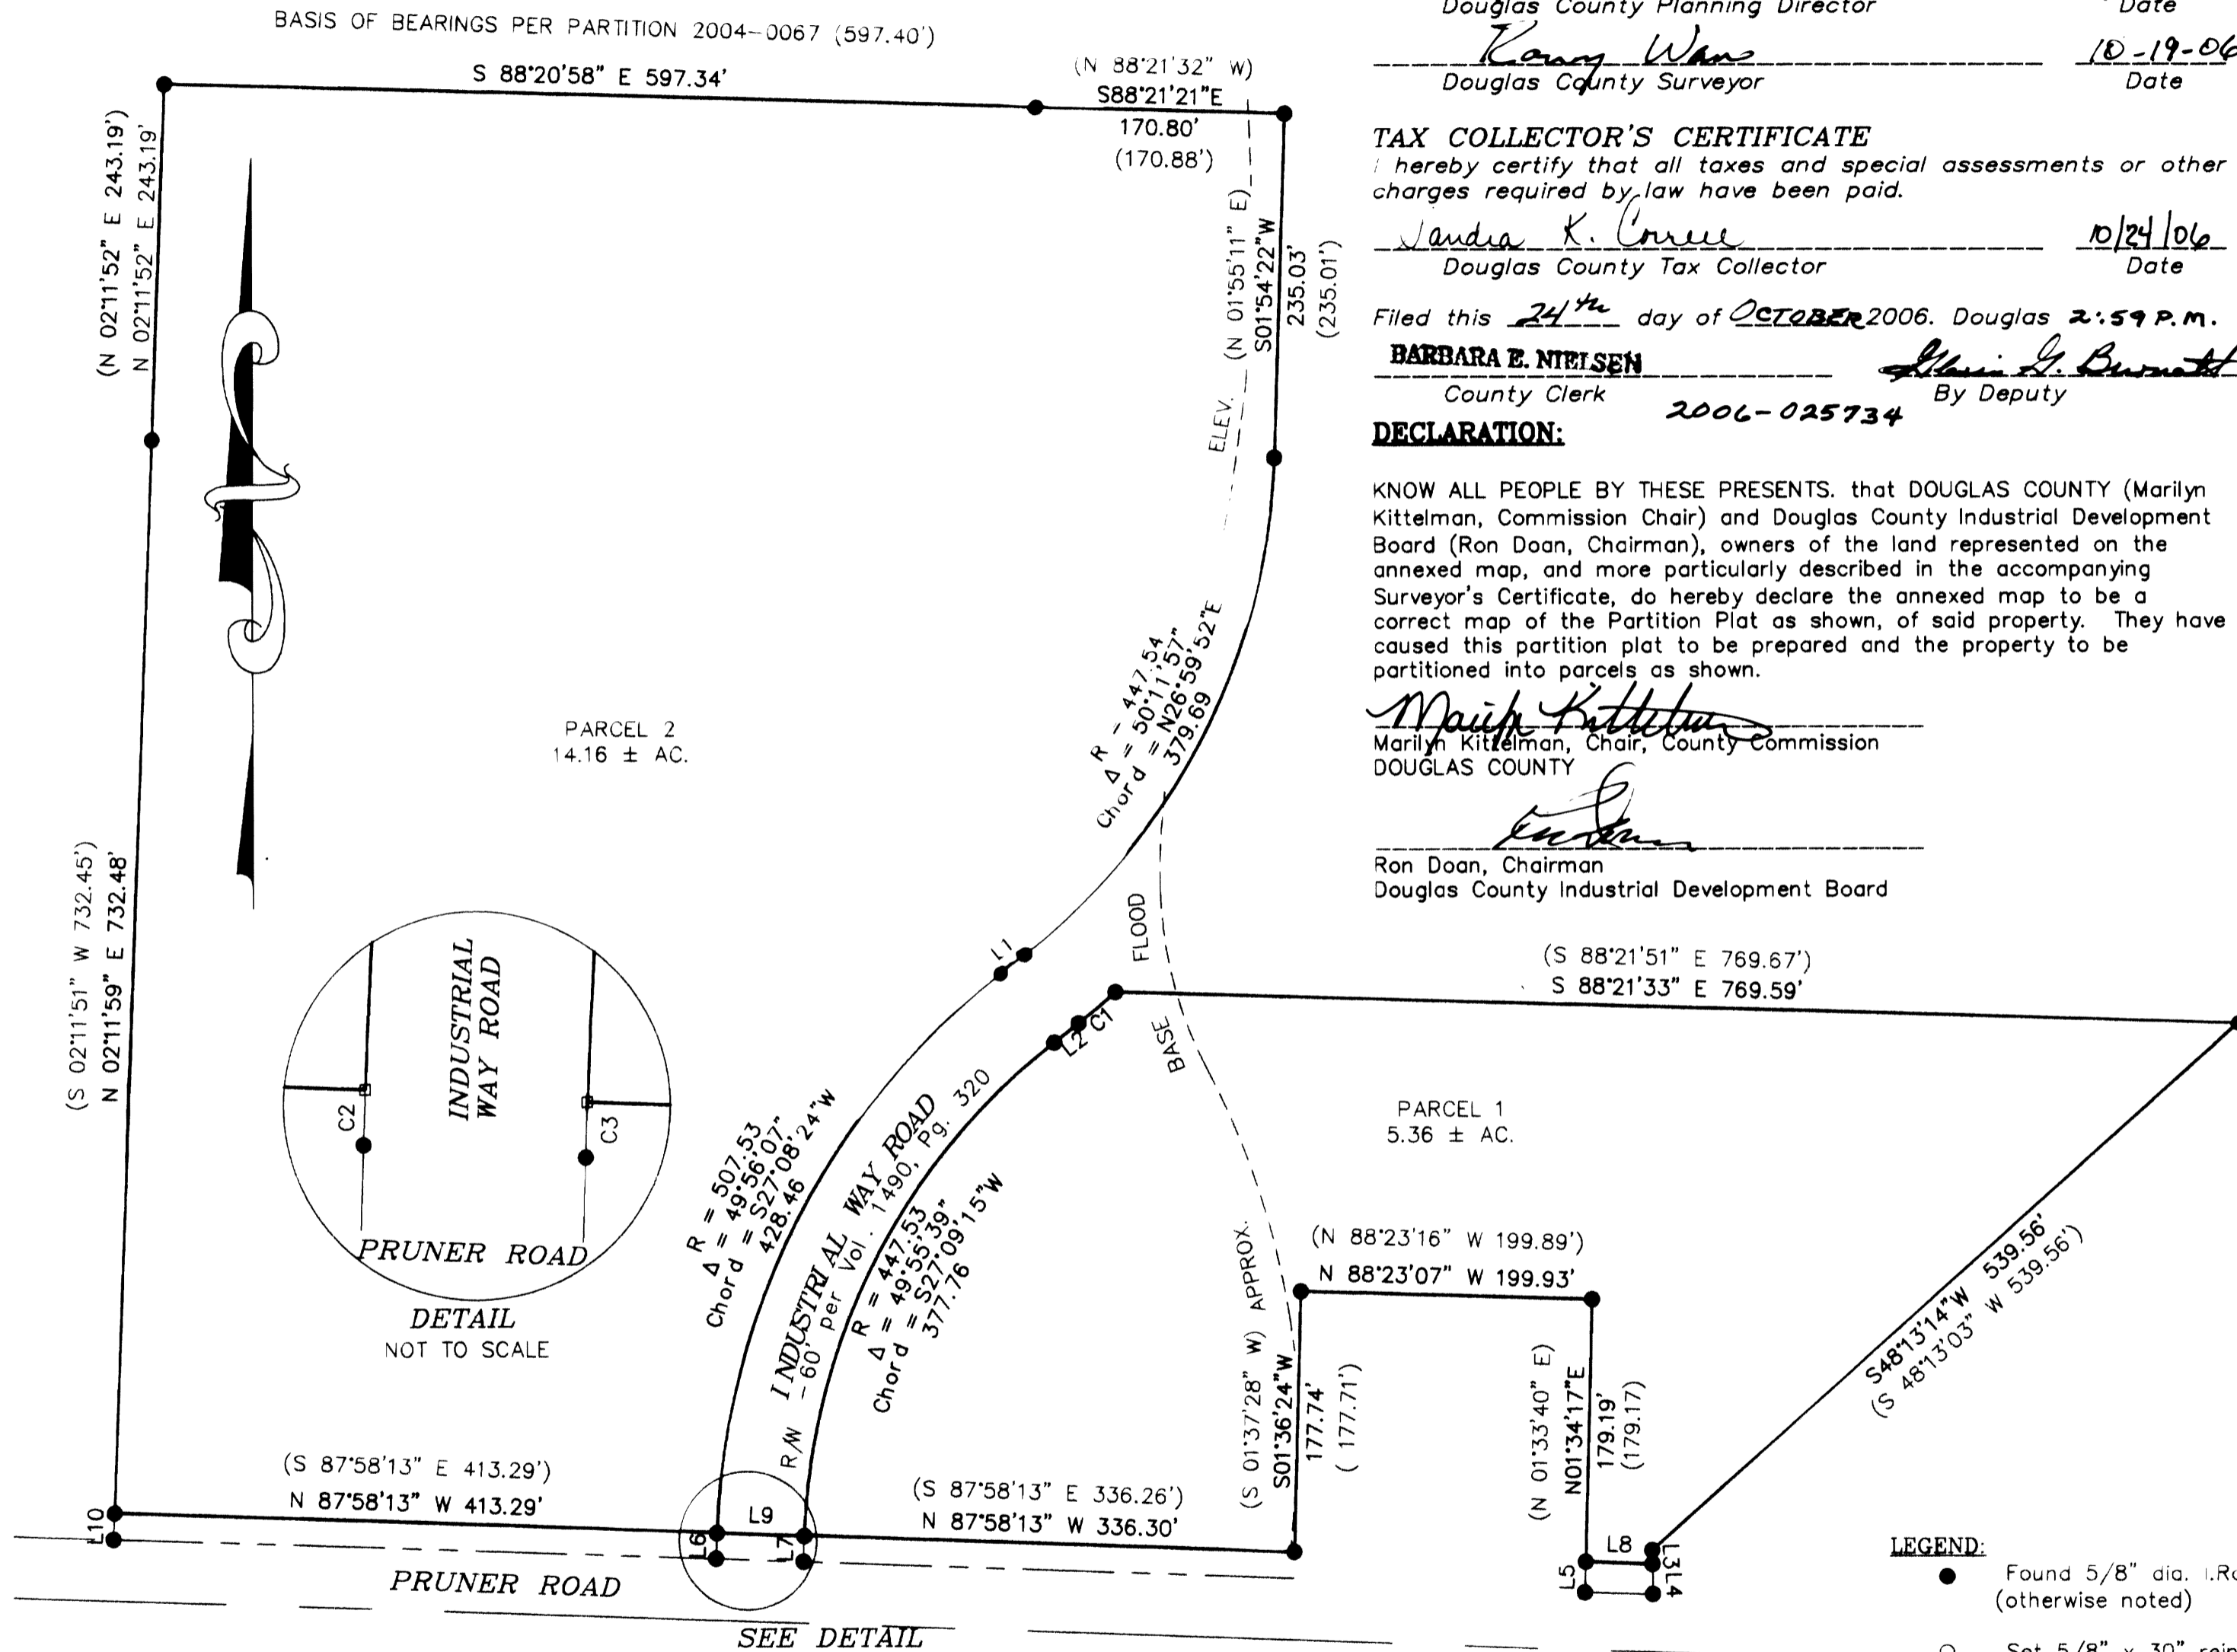 BASIS OF BEARINGS PER PARTITION 2004-0067 (597.40')
S 88°20'58" E 597.34'
(N 88°21'32" W)
S88°21'21"E
170.80'
(170.88')
(N 02°11'52" E 243.19')
N 02°11'52" E 243.19'
(N 01°55'11" E)
S01°54'22"W
235.03'
(235.01')
ELEV.
R = 447.54
Δ = 50°11'57"
Chord = N26°59'52"E
379.69
PARCEL 2
14.16 ± AC.
(S 02°11'51" W 732.45')
N 02°11'59" E 732.48'
INDUSTRIAL
WAY ROAD
C2
C3
PRUNER ROAD
DETAIL
NOT TO SCALE
L1
FLOOD
L2
C1
BASE
R = 507.53
Δ = 49°56'07"
Chord = S27°08'24"W
428.46
INDUSTRIAL WAY ROAD
R/W -60' per Vol. 1490, Pg. 320
R = 447.53
Δ = 49°55'39"
Chord = S27°09'15"W
377.76
(S 88°21'51" E 769.67')
S 88°21'33" E 769.59'
PARCEL 1
5.36 ± AC.
APPROX.
(N 88°23'16" W 199.89')
N 88°23'07" W 199.93'
(S 01°37'28" W)
S01°36'24"W
177.74'
(177.71')
(N 01°33'40" E)
N01°34'17"E
179.19'
(179.17)
S48°13'14"W 539.56'
(S 48°13'03" W 539.56')
(S 87°58'13" E 413.29')
N 87°58'13" W 413.29'
(S 87°58'13" E 336.26')
N 87°58'13" W 336.30'
L10
L6
L9
L7
L8
L5
L3
L4
PRUNER ROAD
SEE DETAIL
Douglas County Planning Director
Date
10-19-06
Douglas County Surveyor
Date
TAX COLLECTOR'S CERTIFICATE
I hereby certify that all taxes and special assessments or other
charges required by law have been paid.
Sandra K. Correll
10/24/06
Douglas County Tax Collector
Date
Filed this 24th day of OCTOBER 2006. Douglas 2:59 P.M.
BARBARA E. NIELSEN
County Clerk
By Deputy
2006-025734
DECLARATION:
KNOW ALL PEOPLE BY THESE PRESENTS. that DOUGLAS COUNTY (Marilyn
Kittelman, Commission Chair) and Douglas County Industrial Development
Board (Ron Doan, Chairman), owners of the land represented on the
annexed map, and more particularly described in the accompanying
Surveyor's Certificate, do hereby declare the annexed map to be a
correct map of the Partition Plat as shown, of said property. They have
caused this partition plat to be prepared and the property to be
partitioned into parcels as shown.
Marilyn Kittelman
Marilyn Kittelman, Chair, County Commission
DOUGLAS COUNTY
Ron Doan, Chairman
Douglas County Industrial Development Board
LEGEND:
Found 5/8" dia. I.Ro
(otherwise noted)
Set 5/8" x 30"